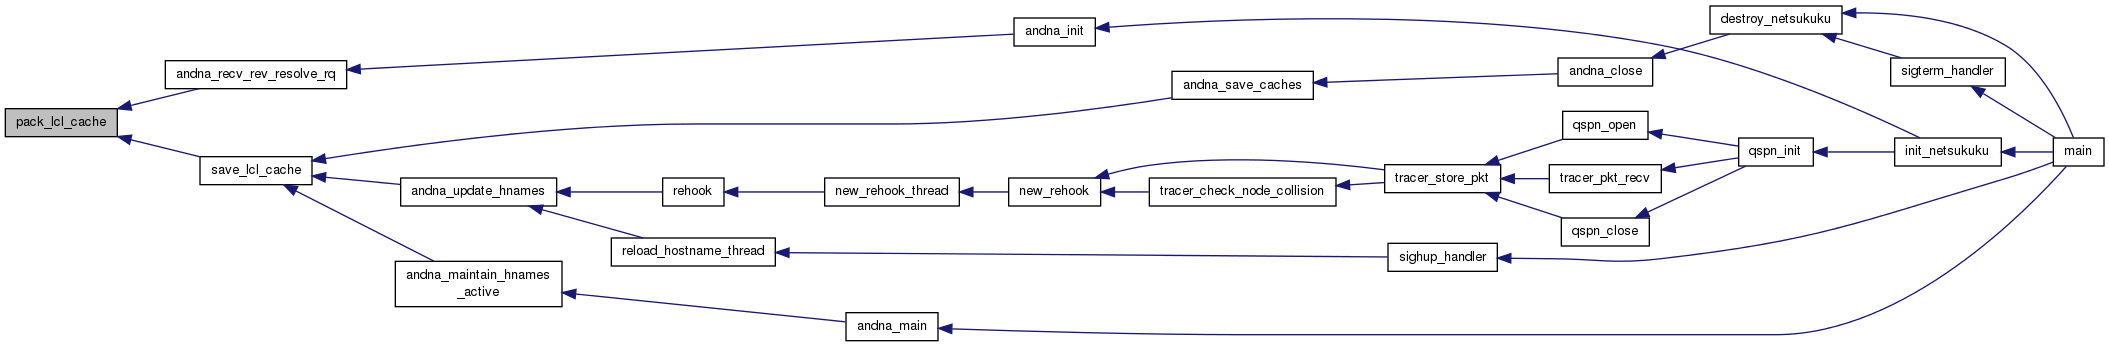 pack_lcl_cache
andna_recv_rev_resolve_rq
save_lcl_cache
andna_update_hnames
andna_maintain_hnames
_active
rehook
reload_hostname_thread
new_rehook_thread
andna_main
andna_init
new_rehook
andna_save_caches
tracer_check_node_collision
tracer_store_pkt
sighup_handler
andna_close
qspn_open
tracer_pkt_recv
qspn_close
destroy_netsukuku
qspn_init
sigterm_handler
init_netsukuku
main